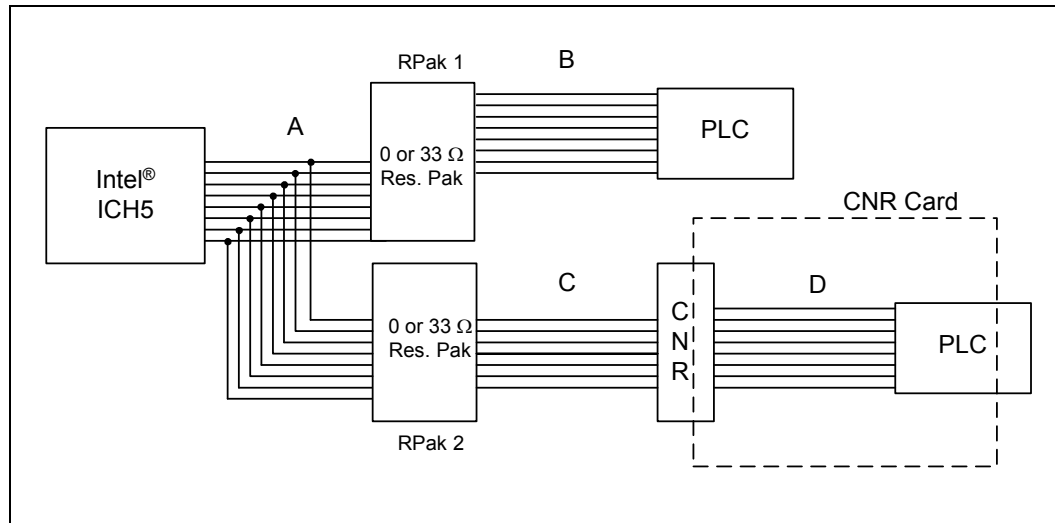 RPak 1
B
A
0 or 33 Ω
Res. Pak
PLC
Intel®
ICH5
CNR Card
C
D
0 or 33 Ω
Res. Pak
C
N
R
PLC
RPak 2